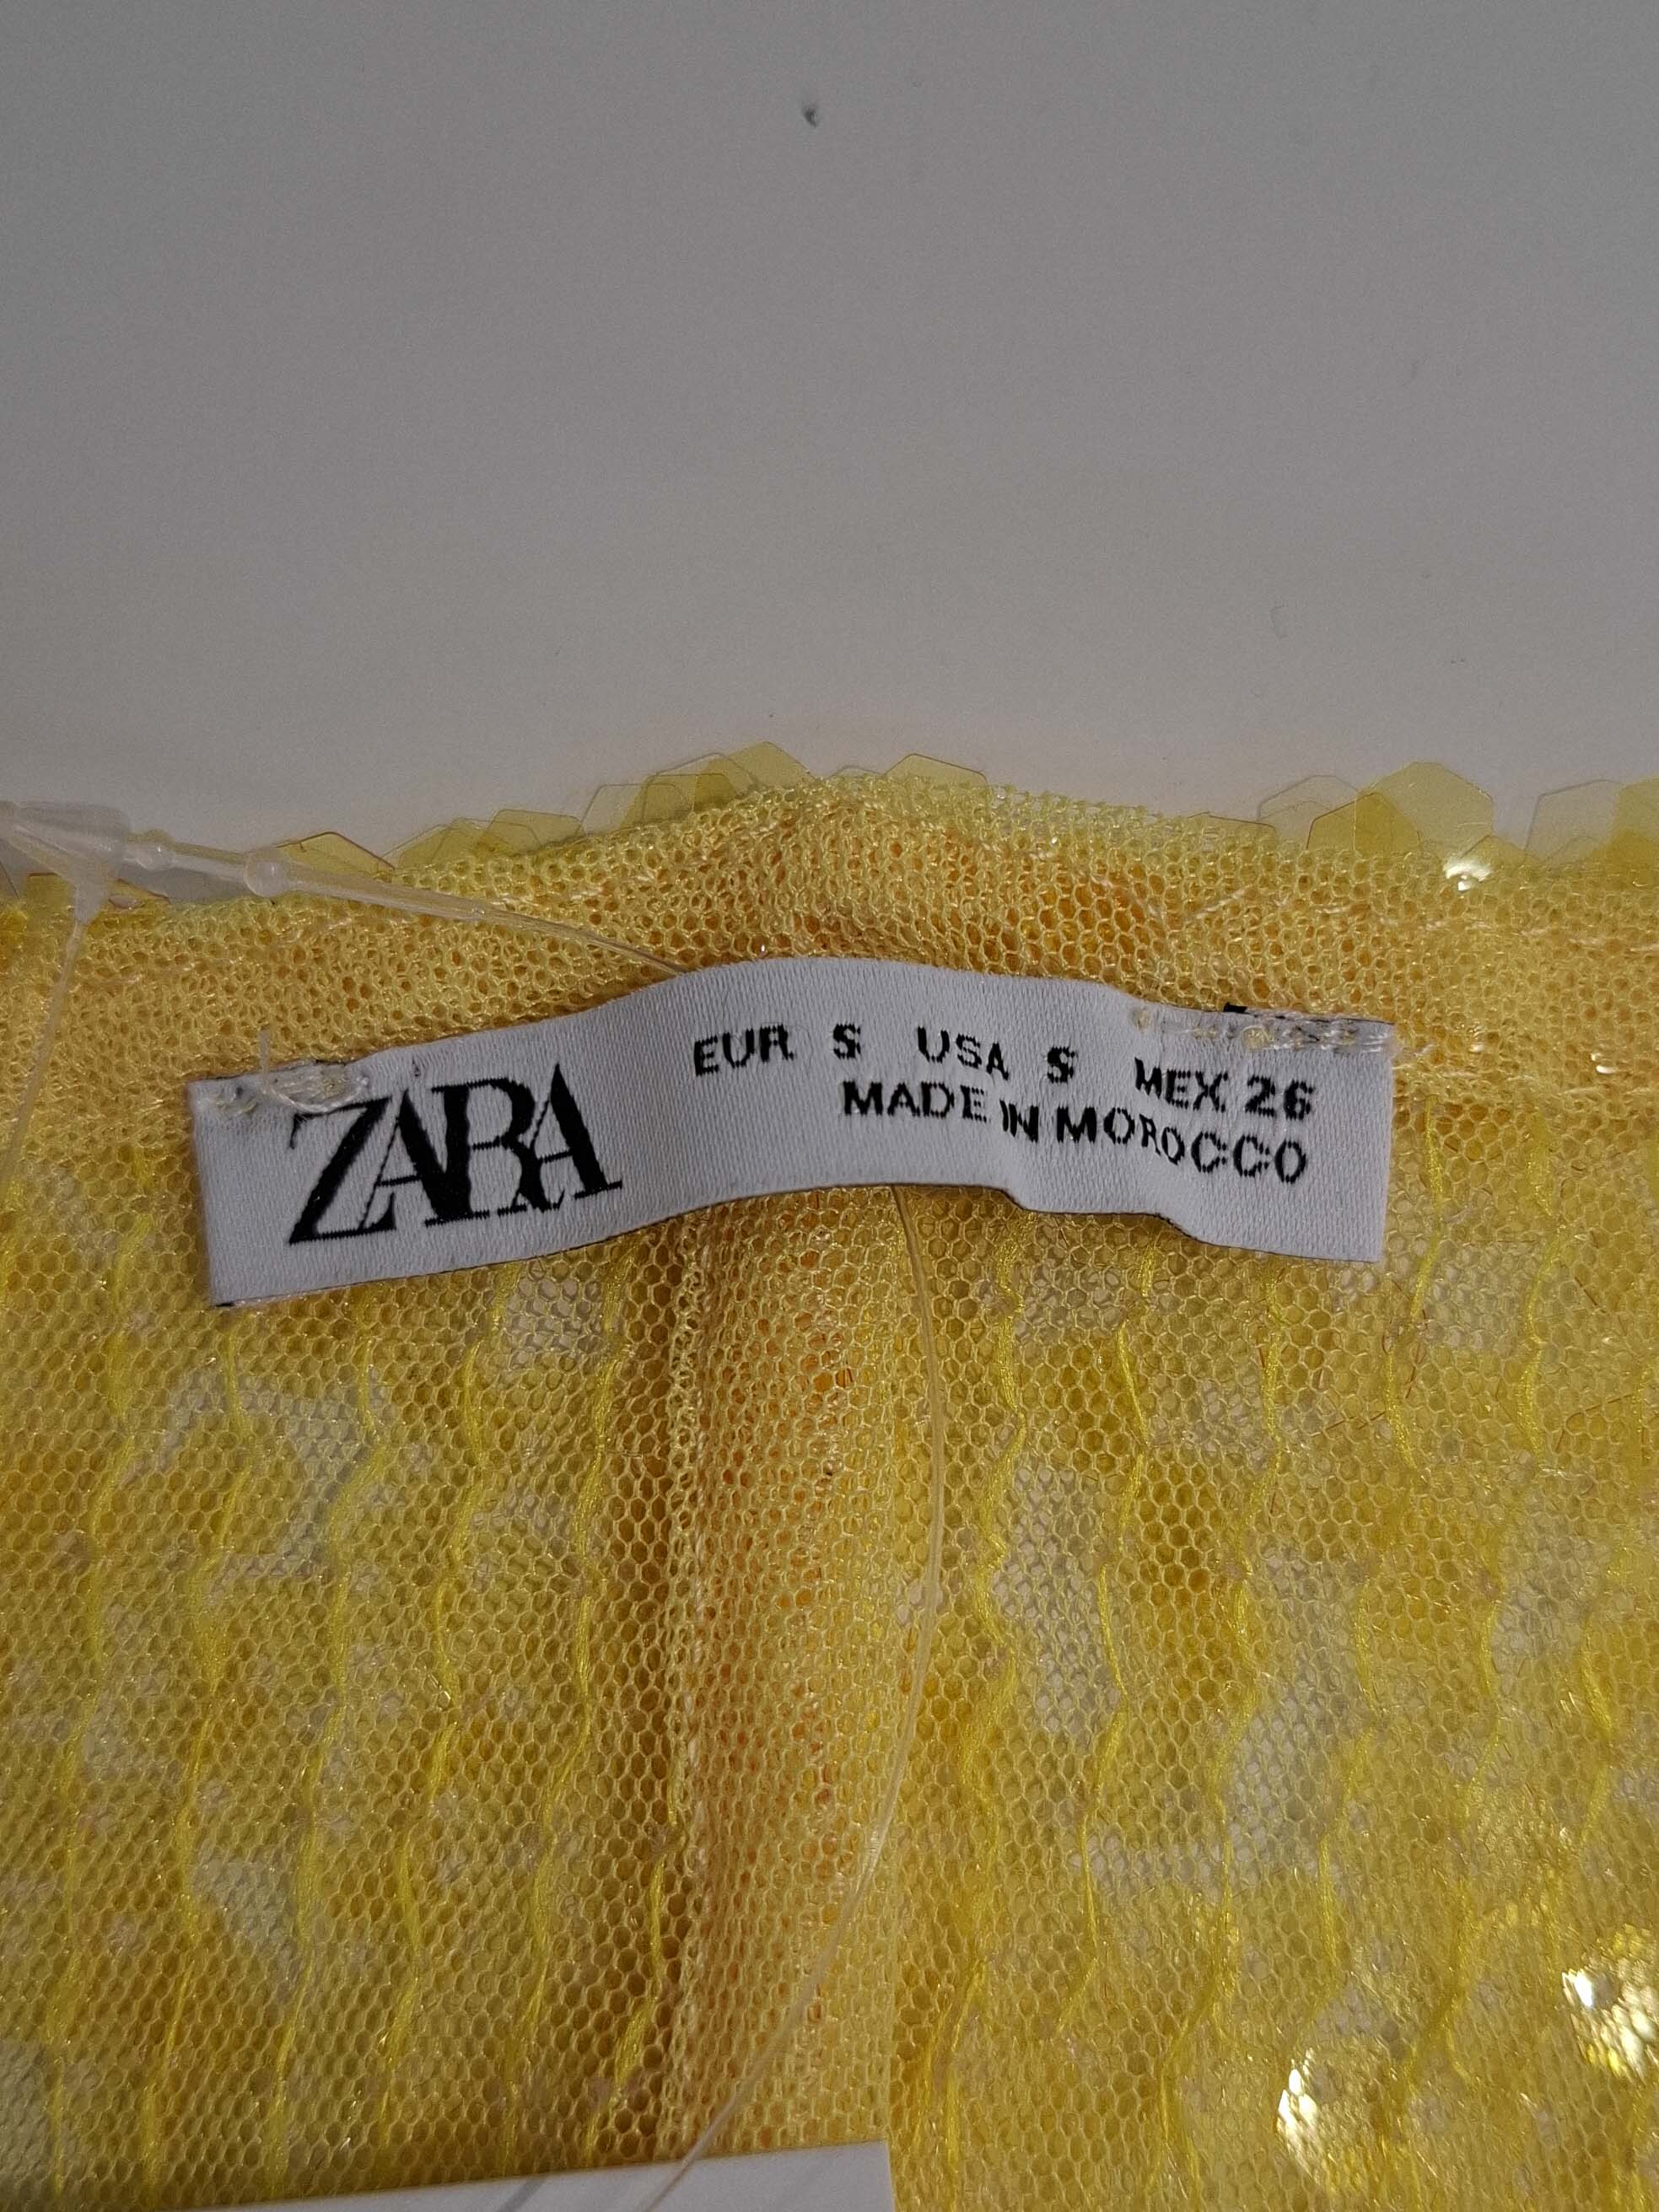 ZARA
EUR S USA S MEX 26
MADE IN MOROCCO